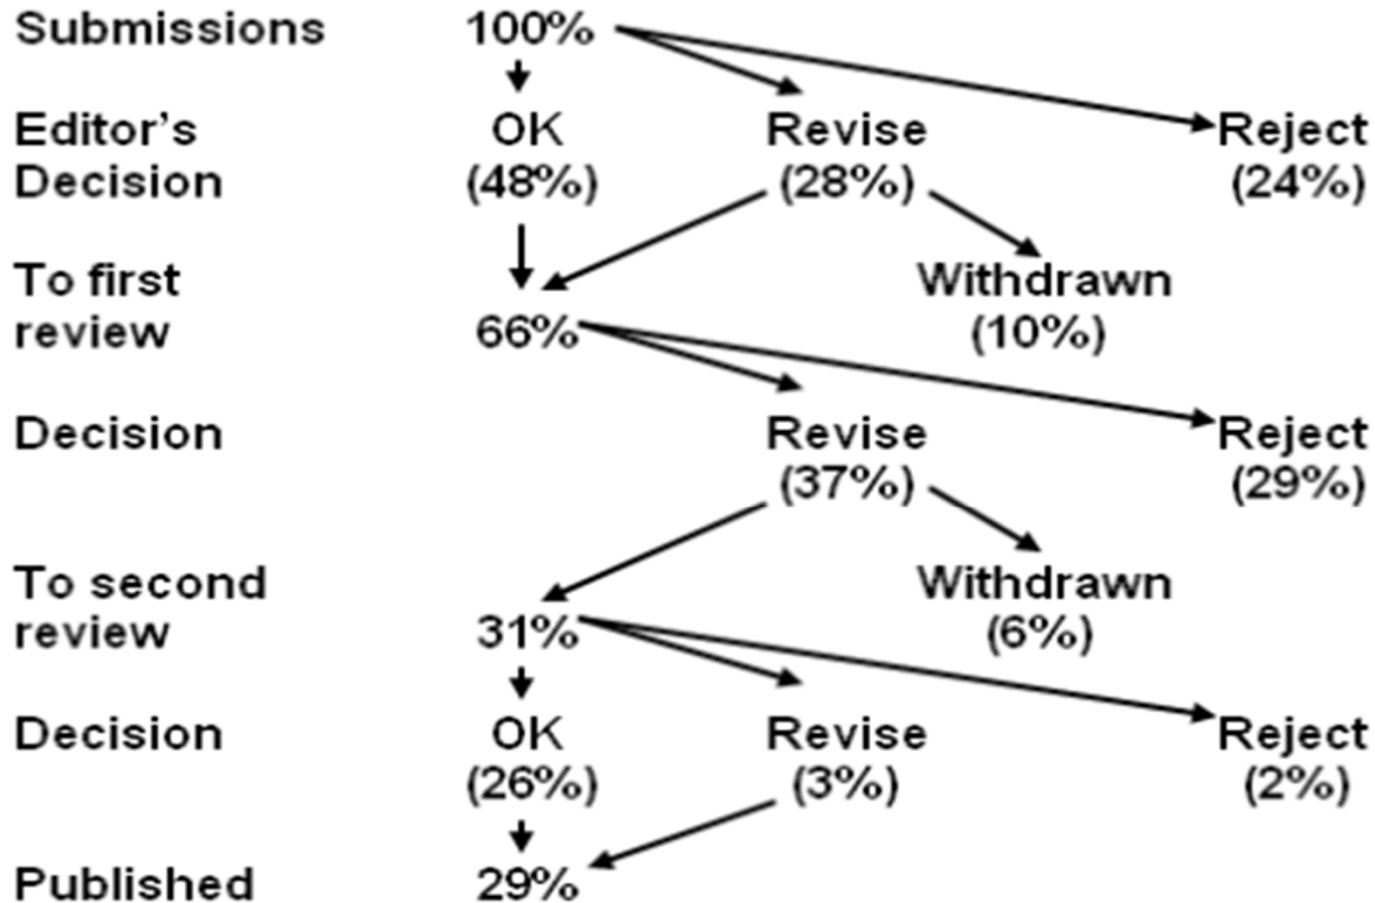 Submissions 100%
Editor's OK Revise Reject
Decision (48%) (28%) (24%)
To first Withdrawn
review 66% (10%)
Decision Revise Reject
(37%) (29%)
To second Withdrawn
review 31% (6%)
Decision OK Revise Reject
(26%) (3%) (2%)
Published 29%